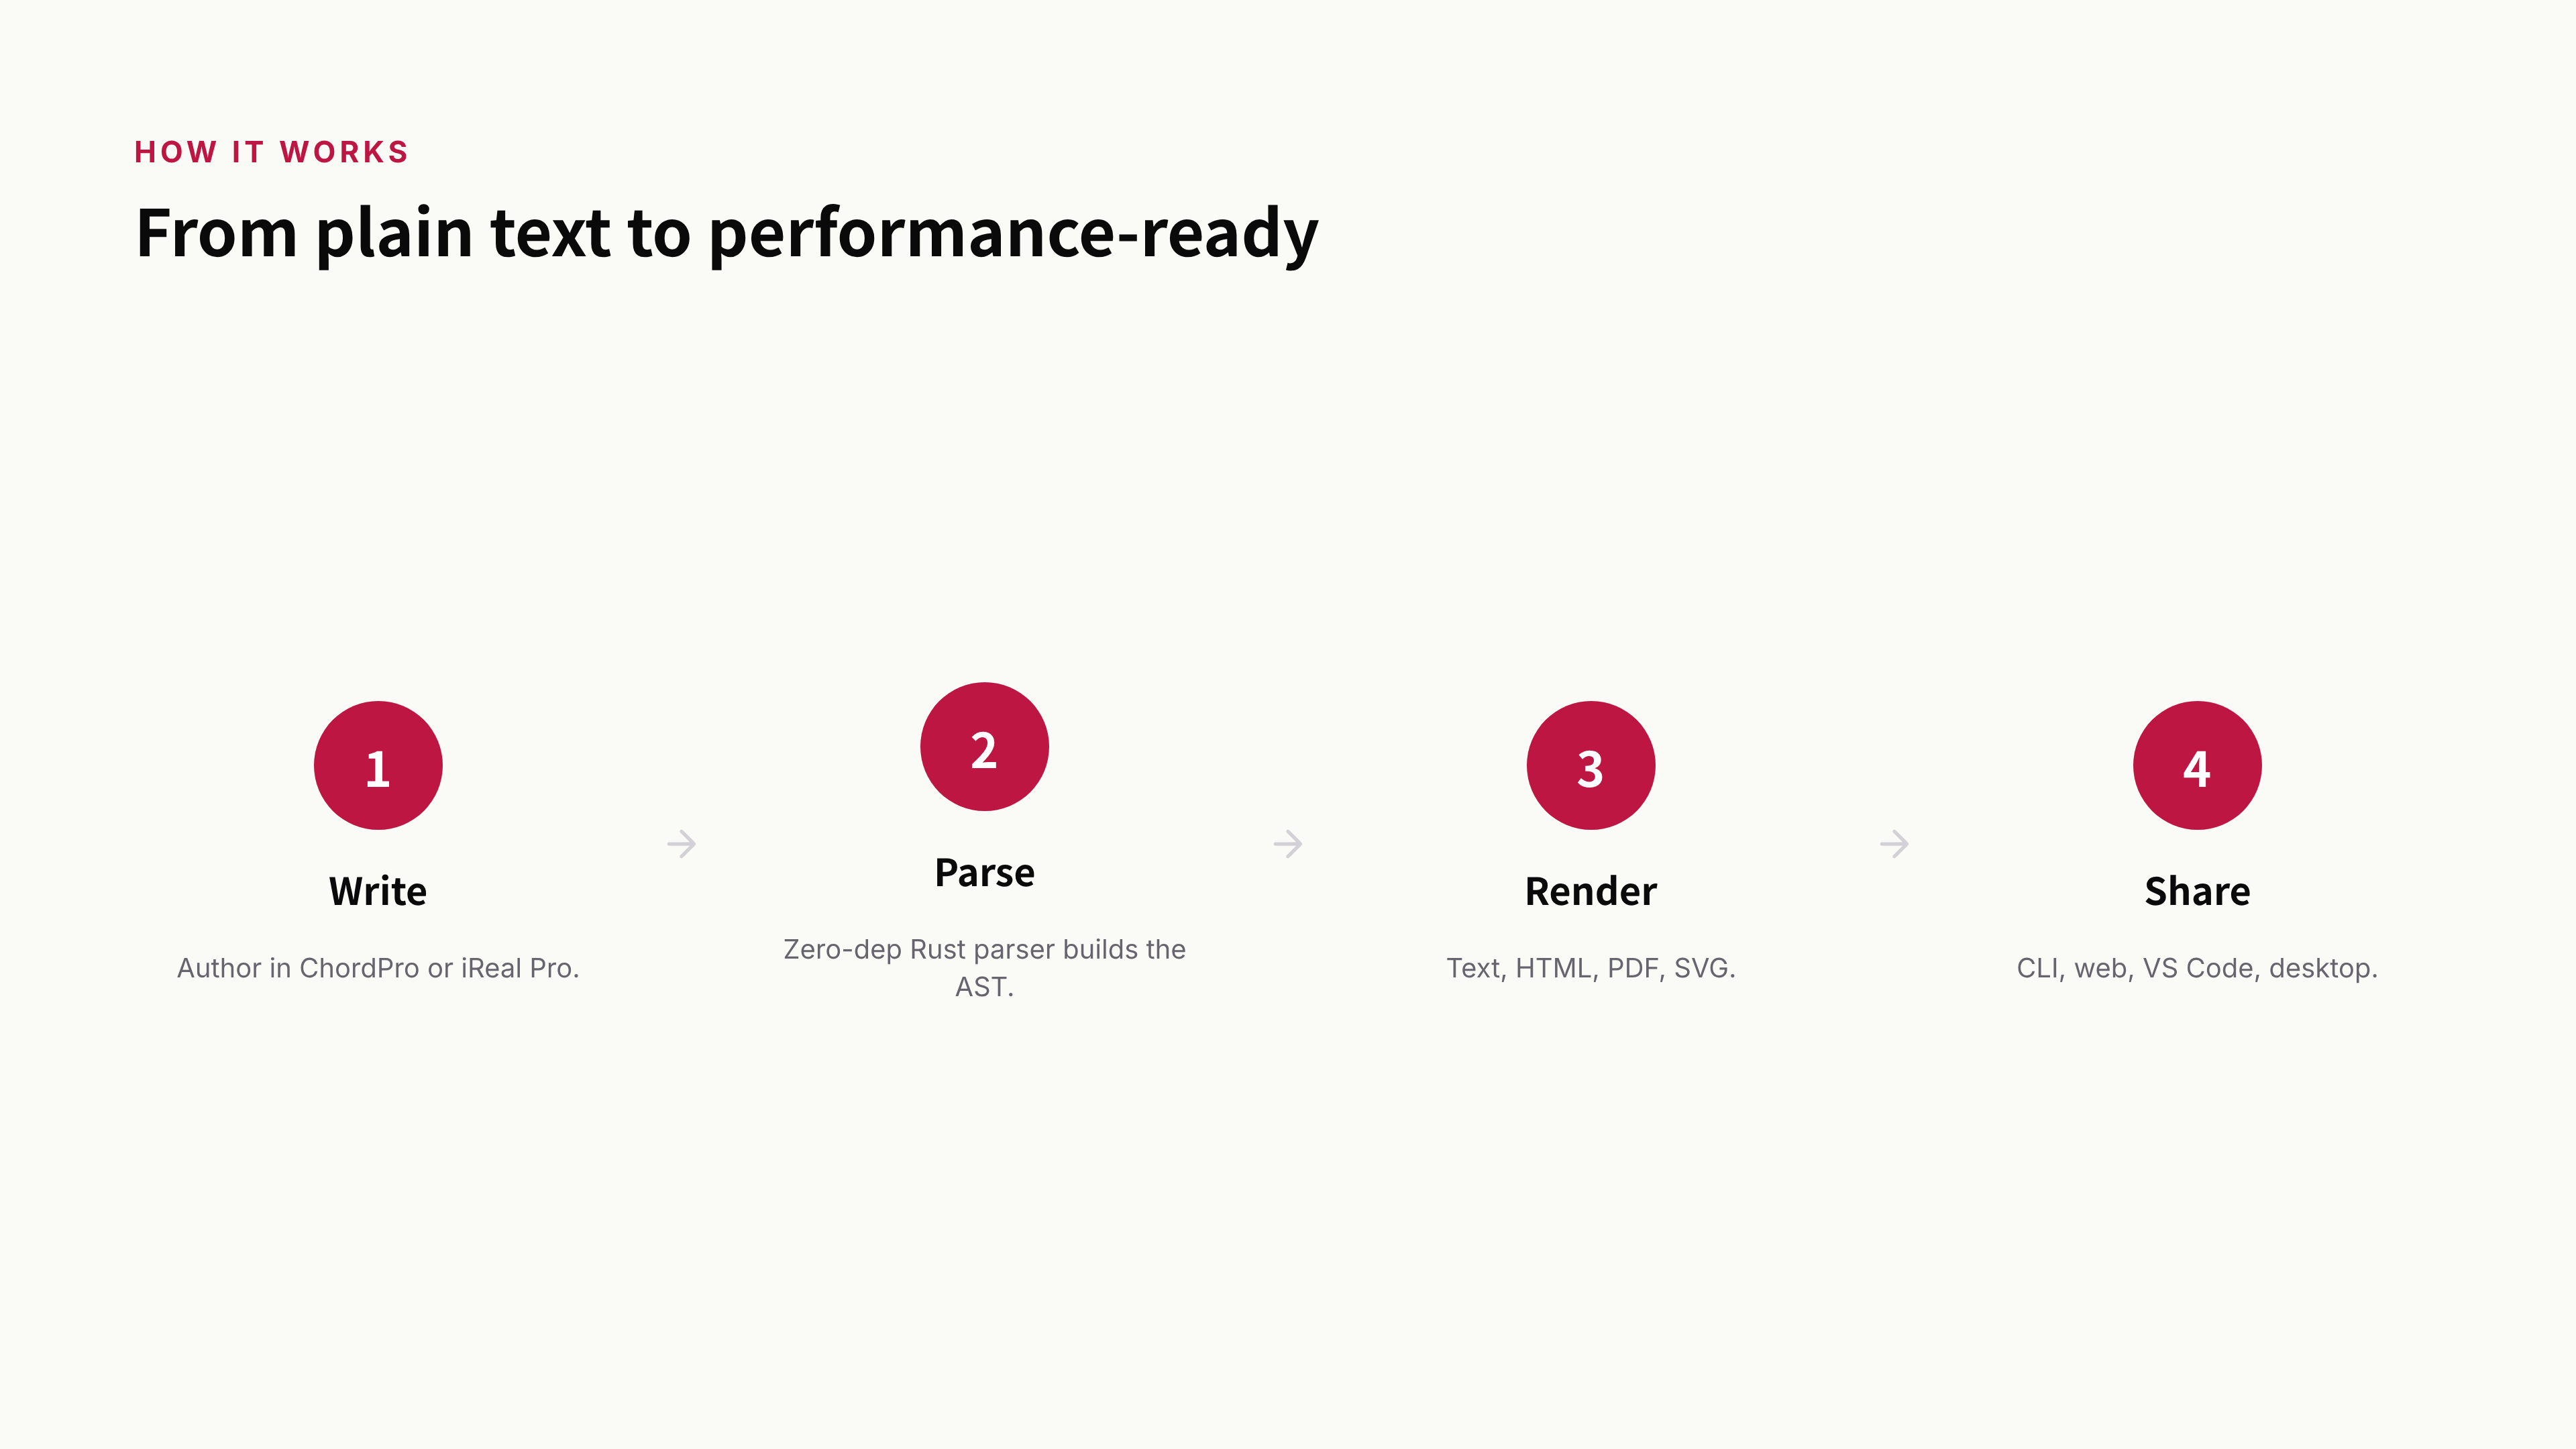 HOW IT WORKS
From plain text to performance-ready
1
Write
Author in ChordPro or iReal Pro.
2
Parse
Zero-dep Rust parser builds the
AST.
3
Render
Text, HTML, PDF, SVG.
4
Share
CLI, web, VS Code, desktop.